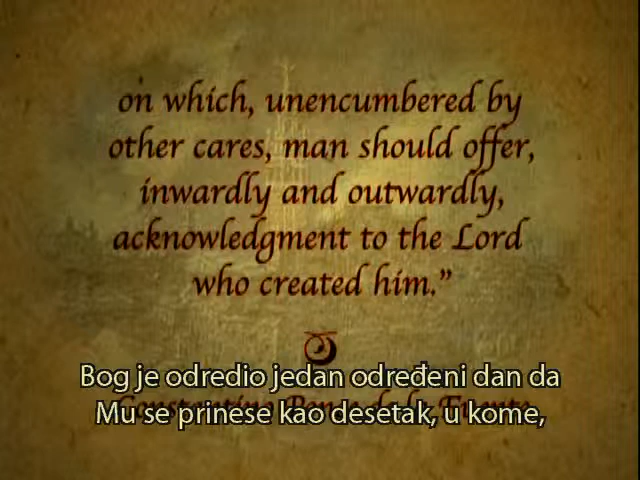 on which, unencumbered by
other cares, man should offer,
inwardly and outwardly,
acknowledgment to the Lord
who created him.”
Bog je odredio jedan određeni dan da
Mu se prinese kao desetak, u kome,